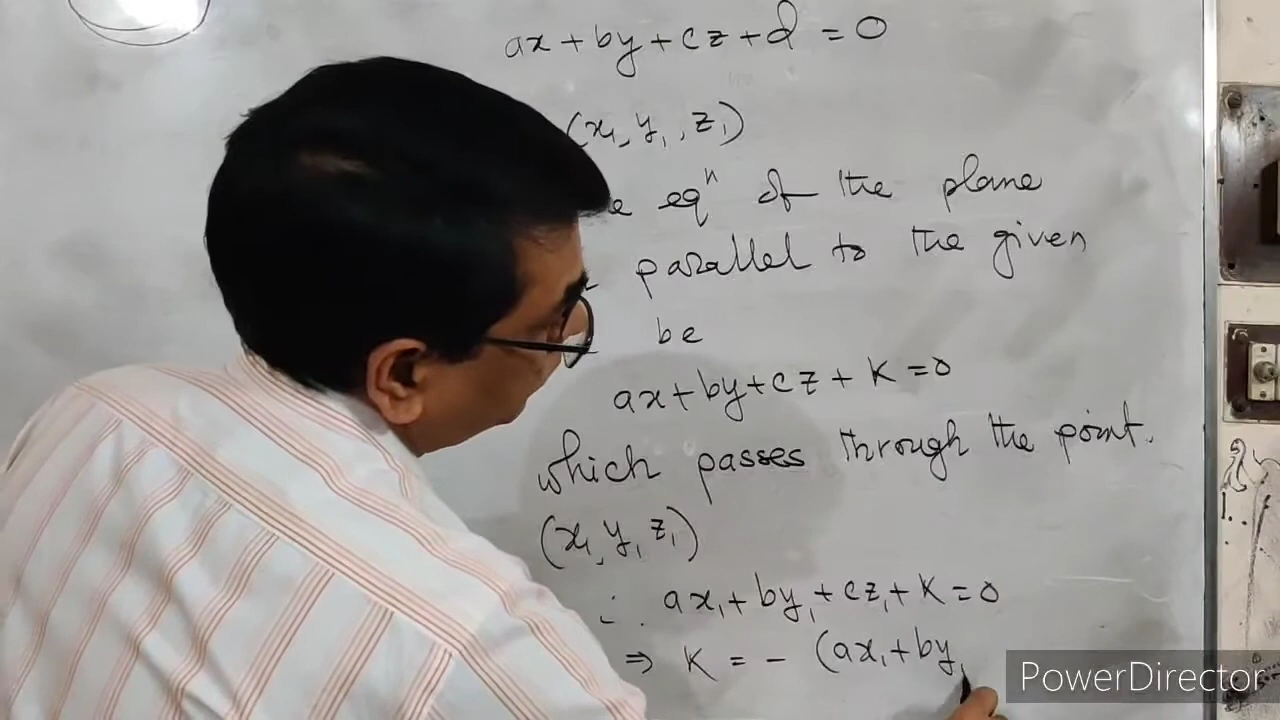 ax + by + cz + d = 0
(x₁, y₁, z₁)
eqⁿ of the plane
parallel to the given
be
ax + by + cz + K = 0
which passes through the point.
(x₁, y₁ z₁)
∴ ax₁ + by₁ + cz₁ + K = 0
⇒ K = - (ax₁ + by₁
PowerDirector